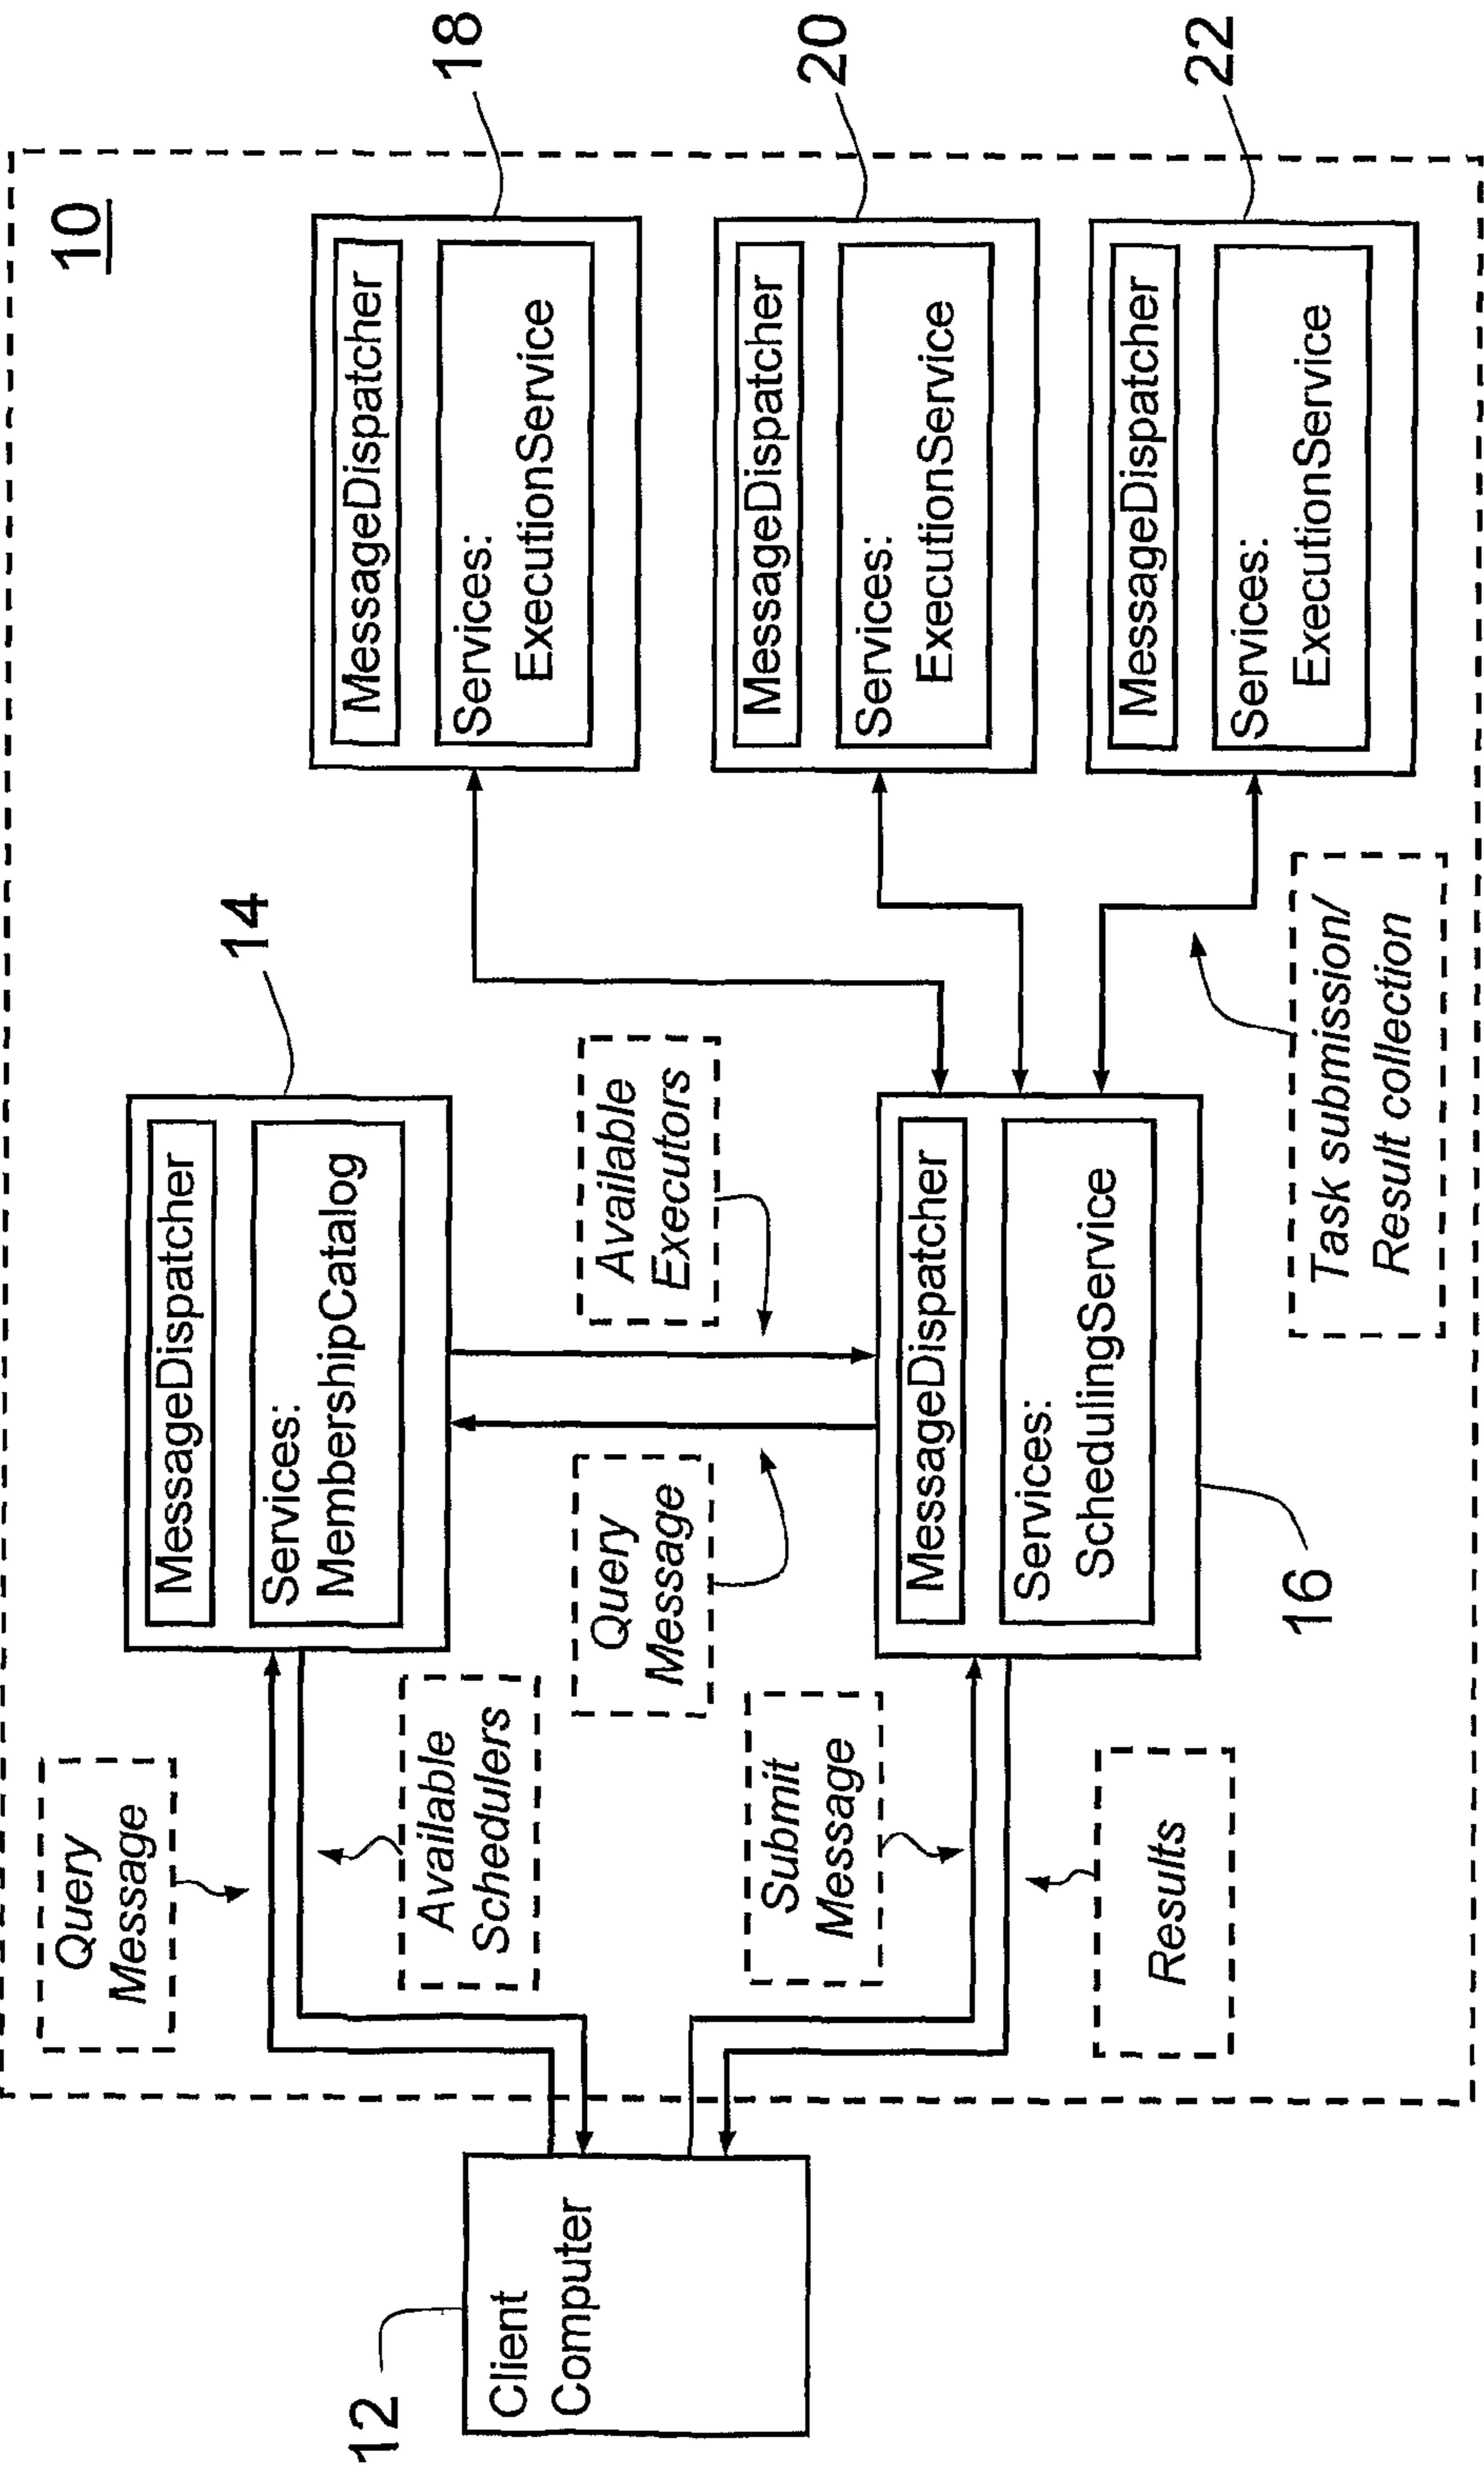 10
Query
Message
14
MessageDispatcher
Services:
MembershipCatalog
18
MessageDispatcher
Services:
ExecutionService
Available
Schedulers
12
Client
Computer
Query
Message
Available
Executors
20
MessageDispatcher
Services:
ExecutionService
Submit
Message
MessageDispatcher
Services:
SchedulingService
16
Results
22
MessageDispatcher
Services:
ExecutionService
Task submission/
Result collection